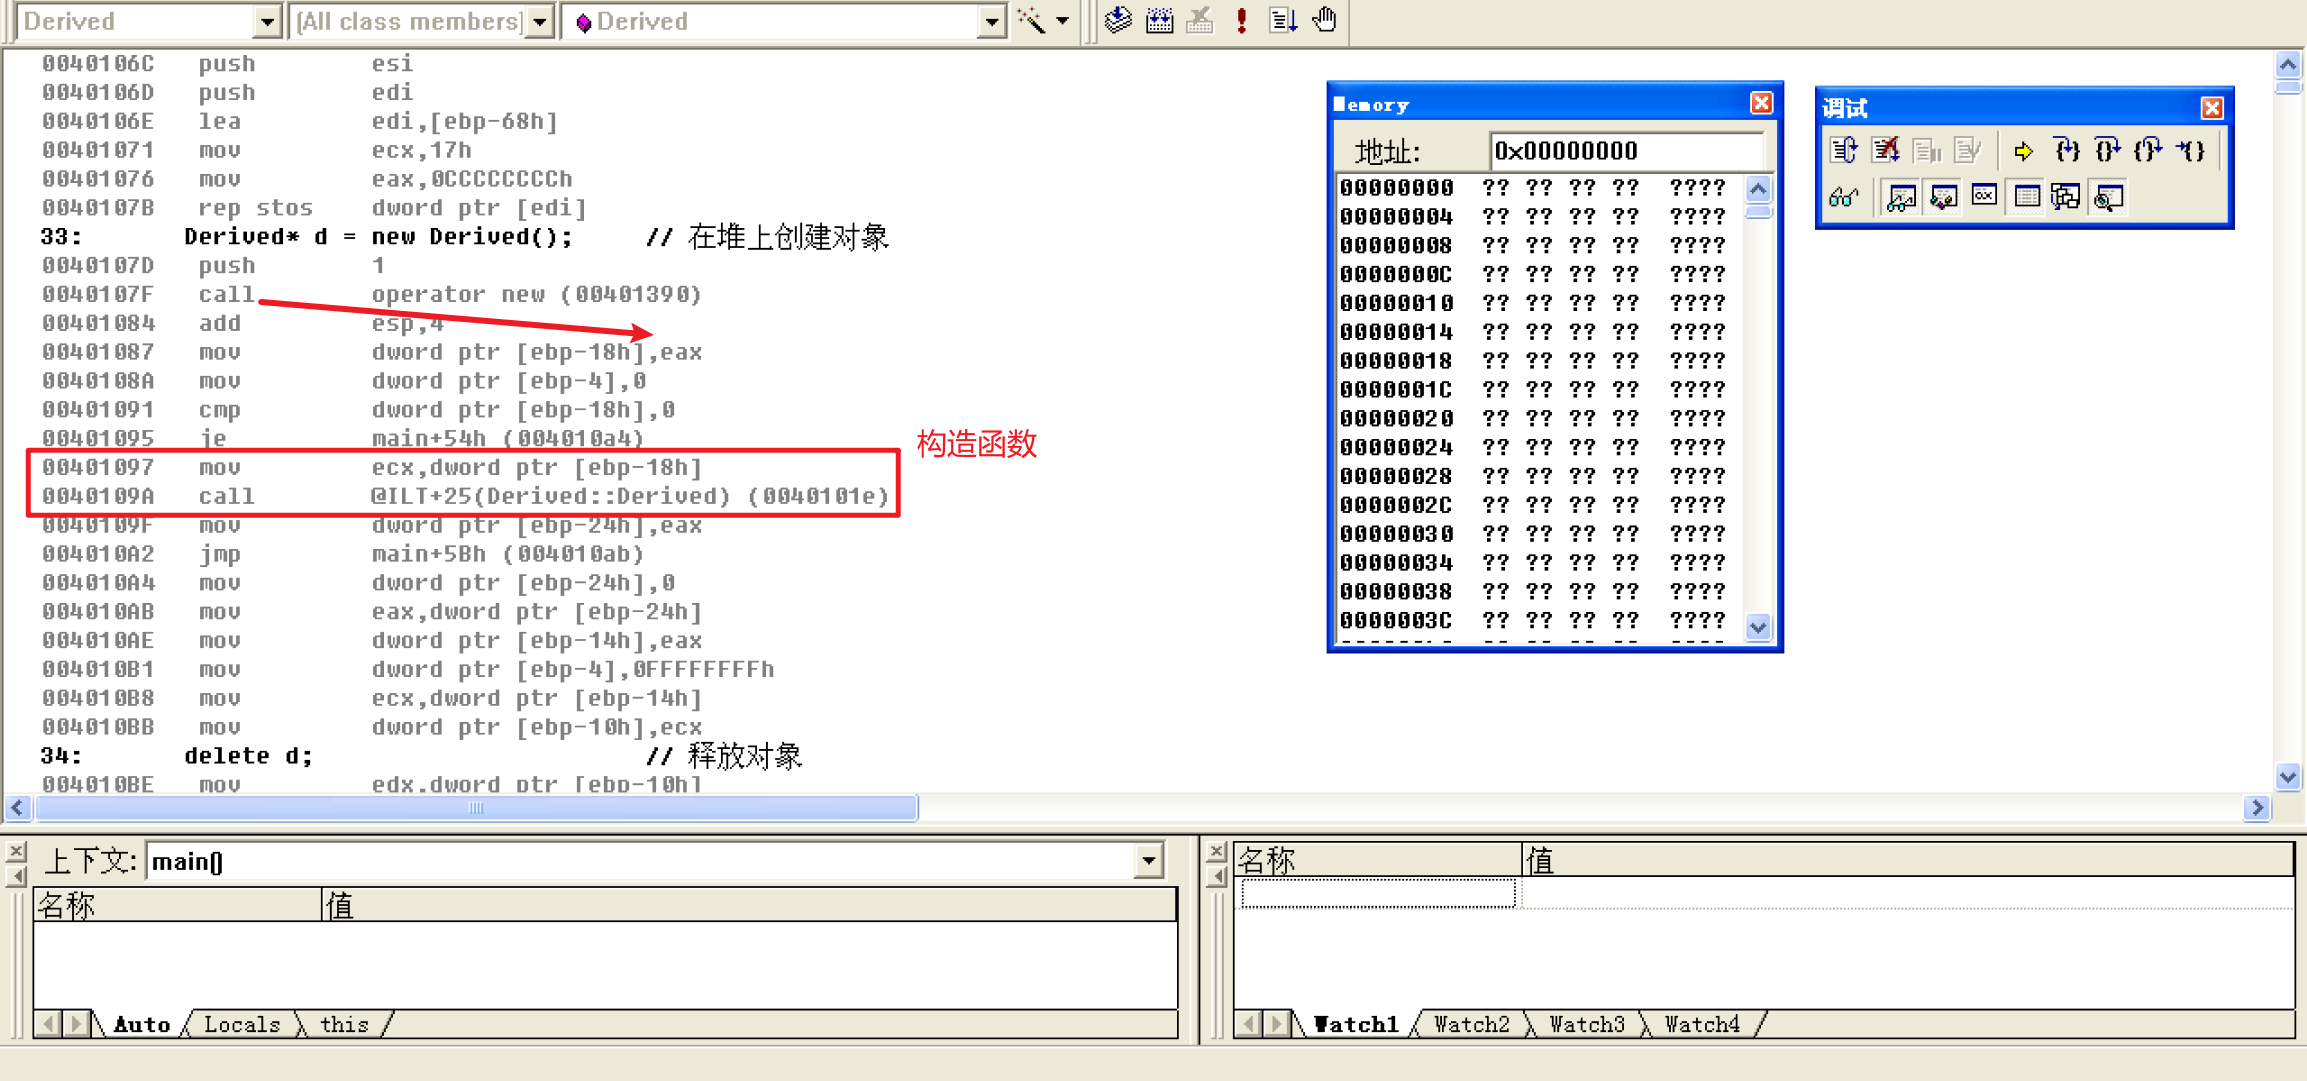 Derived
(All class members)
Derived
0040106C push esi
0040106D push edi
0040106E lea edi,[ebp-68h]
00401071 mov ecx,17h
00401076 mov eax,0CCCCCCCCh
0040107B rep stos dword ptr [edi]
33: Derived* d = new Derived(); // 在堆上创建对象
0040107D push 1
0040107F call operator new (00401390)
00401084 add esp,4
00401087 mov dword ptr [ebp-18h],eax
0040108A mov dword ptr [ebp-4],0
00401091 cmp dword ptr [ebp-18h],0
00401095 je main+54h (004010a4)
构造函数
00401097 mov ecx,dword ptr [ebp-18h]
0040109A call @ILT+25(Derived::Derived) (0040101e)
0040109F mov dword ptr [ebp-24h],eax
004010A2 jmp main+5Bh (004010ab)
004010A4 mov dword ptr [ebp-24h],0
004010AB mov eax,dword ptr [ebp-24h]
004010AE mov dword ptr [ebp-14h],eax
004010B1 mov dword ptr [ebp-4],0FFFFFFFFh
004010B8 mov ecx,dword ptr [ebp-14h]
004010BB mov dword ptr [ebp-10h],ecx
34: delete d; // 释放对象
004010BE mov edx,dword ptr [ebp-10h]
Memory
地址: 0x00000000
00000000 ?? ?? ?? ?? ????
00000004 ?? ?? ?? ?? ????
00000008 ?? ?? ?? ?? ????
0000000C ?? ?? ?? ?? ????
00000010 ?? ?? ?? ?? ????
00000014 ?? ?? ?? ?? ????
00000018 ?? ?? ?? ?? ????
0000001C ?? ?? ?? ?? ????
00000020 ?? ?? ?? ?? ????
00000024 ?? ?? ?? ?? ????
00000028 ?? ?? ?? ?? ????
0000002C ?? ?? ?? ?? ????
00000030 ?? ?? ?? ?? ????
00000034 ?? ?? ?? ?? ????
00000038 ?? ?? ?? ?? ????
0000003C ?? ?? ?? ?? ????
调试
上下文: main()
名称 值
Auto Locals this
名称 值
Watch1 Watch2 Watch3 Watch4